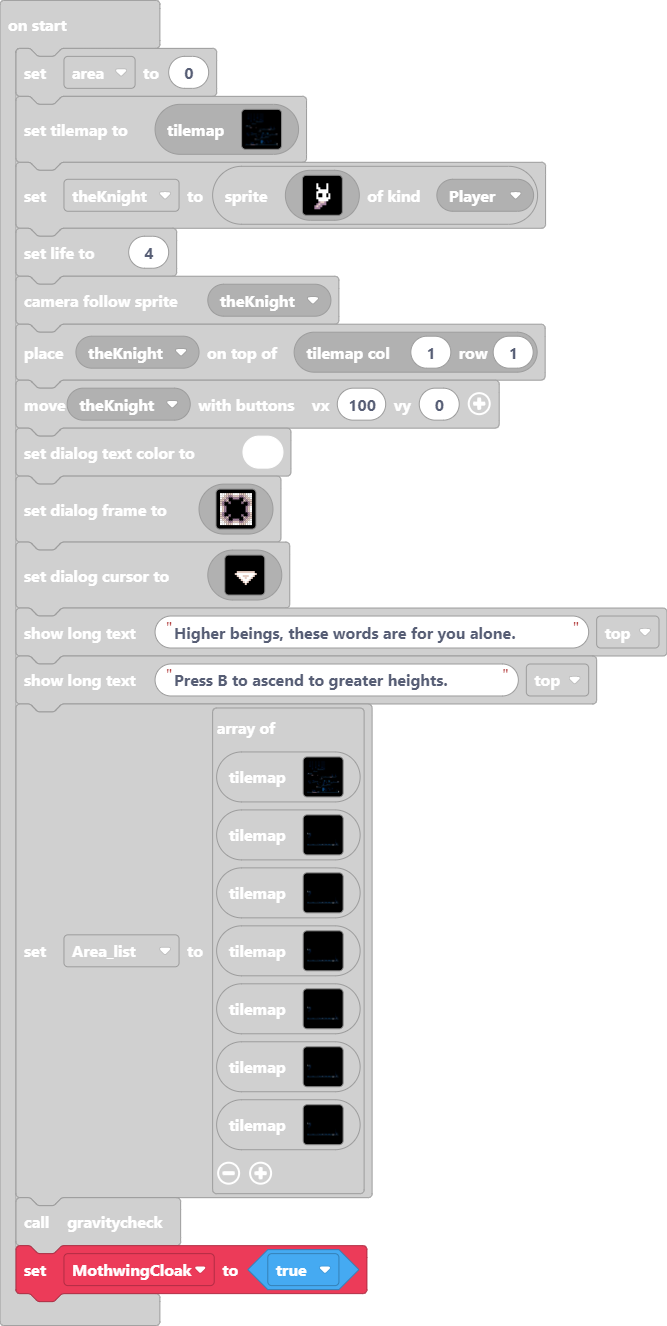 on start
set area to 0
set tilemap to tilemap
set theKnight to sprite of kind Player
set life to 4
camera follow sprite theKnight
place theKnight on top of tilemap col 1 row 1
move theKnight with buttons vx 100 vy 0
set dialog text color to
set dialog frame to
set dialog cursor to
show long text "Higher beings, these words are for you alone." top
show long text "Press B to ascend to greater heights." top
array of
tilemap
tilemap
tilemap
set Area_list to tilemap
tilemap
tilemap
tilemap
call gravitycheck
set MothwingCloak to true